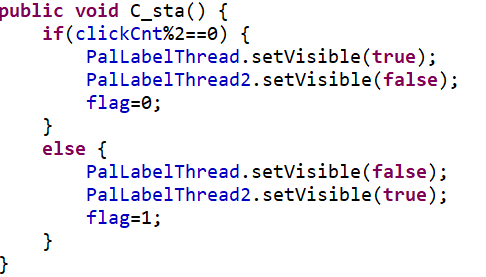 public void C_sta() {
    if(clickCnt%2==0) {
        PalLabelThread.setVisible(true);
        PalLabelThread2.setVisible(false);
        flag=0;
    }
    else {
        PalLabelThread.setVisible(false);
        PalLabelThread2.setVisible(true);
        flag=1;
    }
}